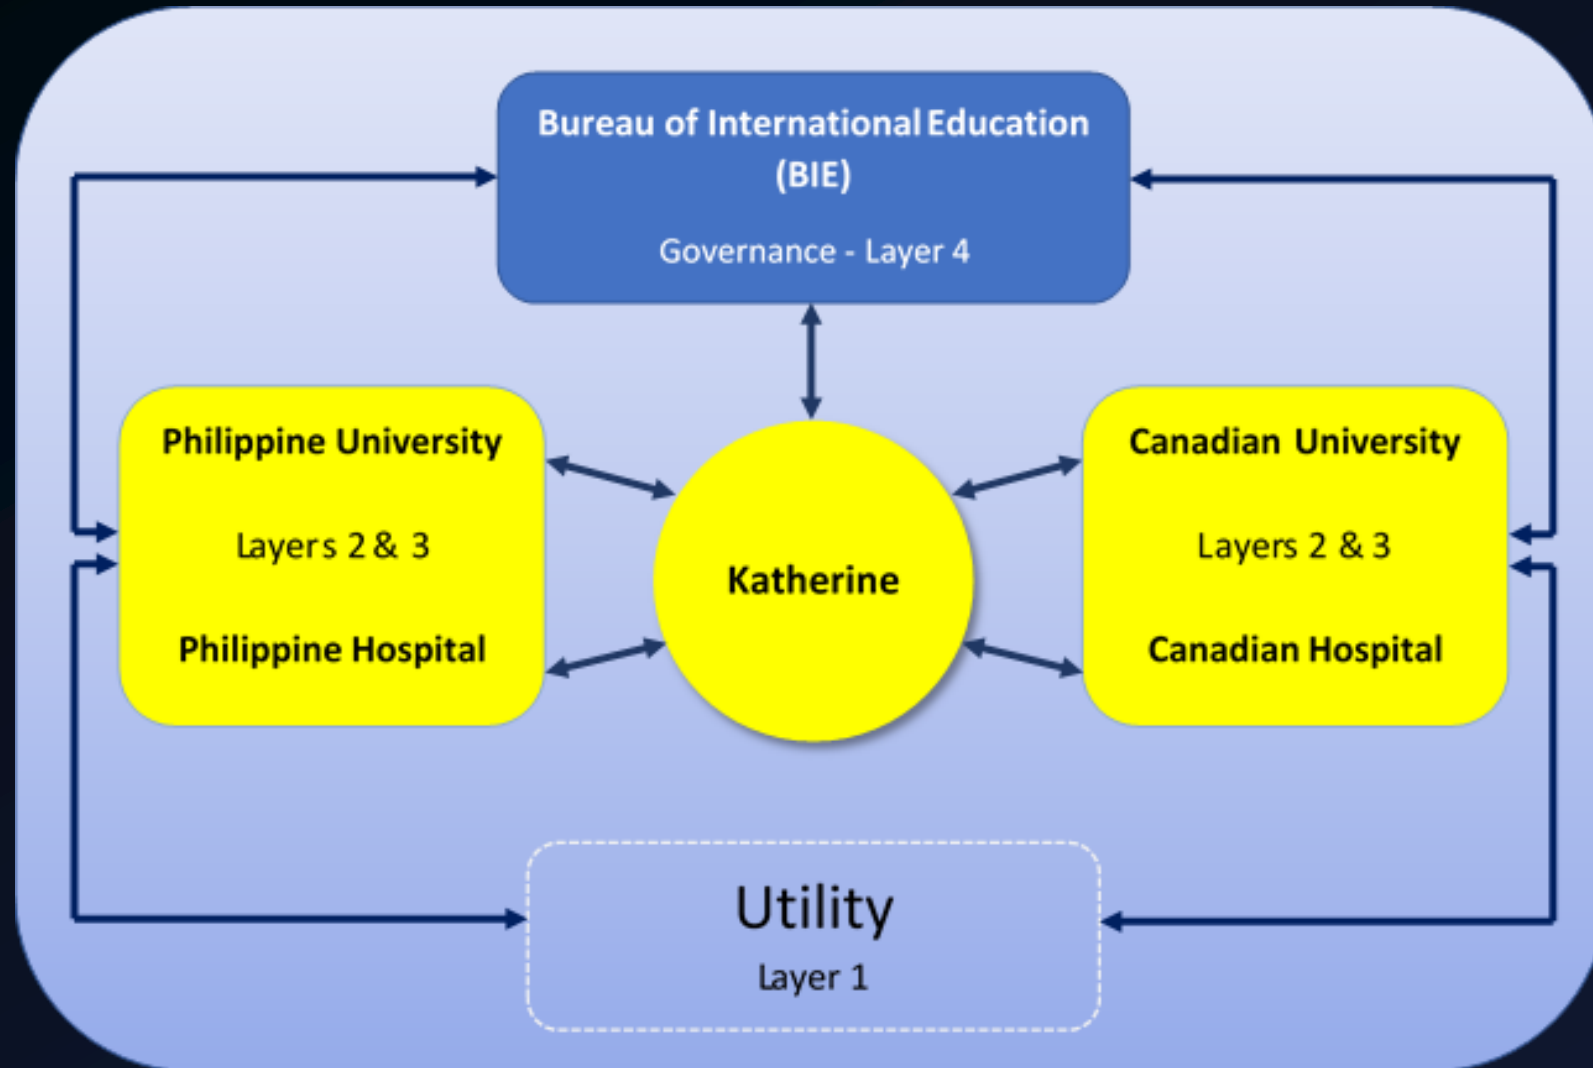 Bureau of International Education
(BIE)
Governance - Layer 4
Philippine University
Layers 2 & 3
Philippine Hospital
Katherine
Canadian University
Layers 2 & 3
Canadian Hospital
Utility
Layer 1